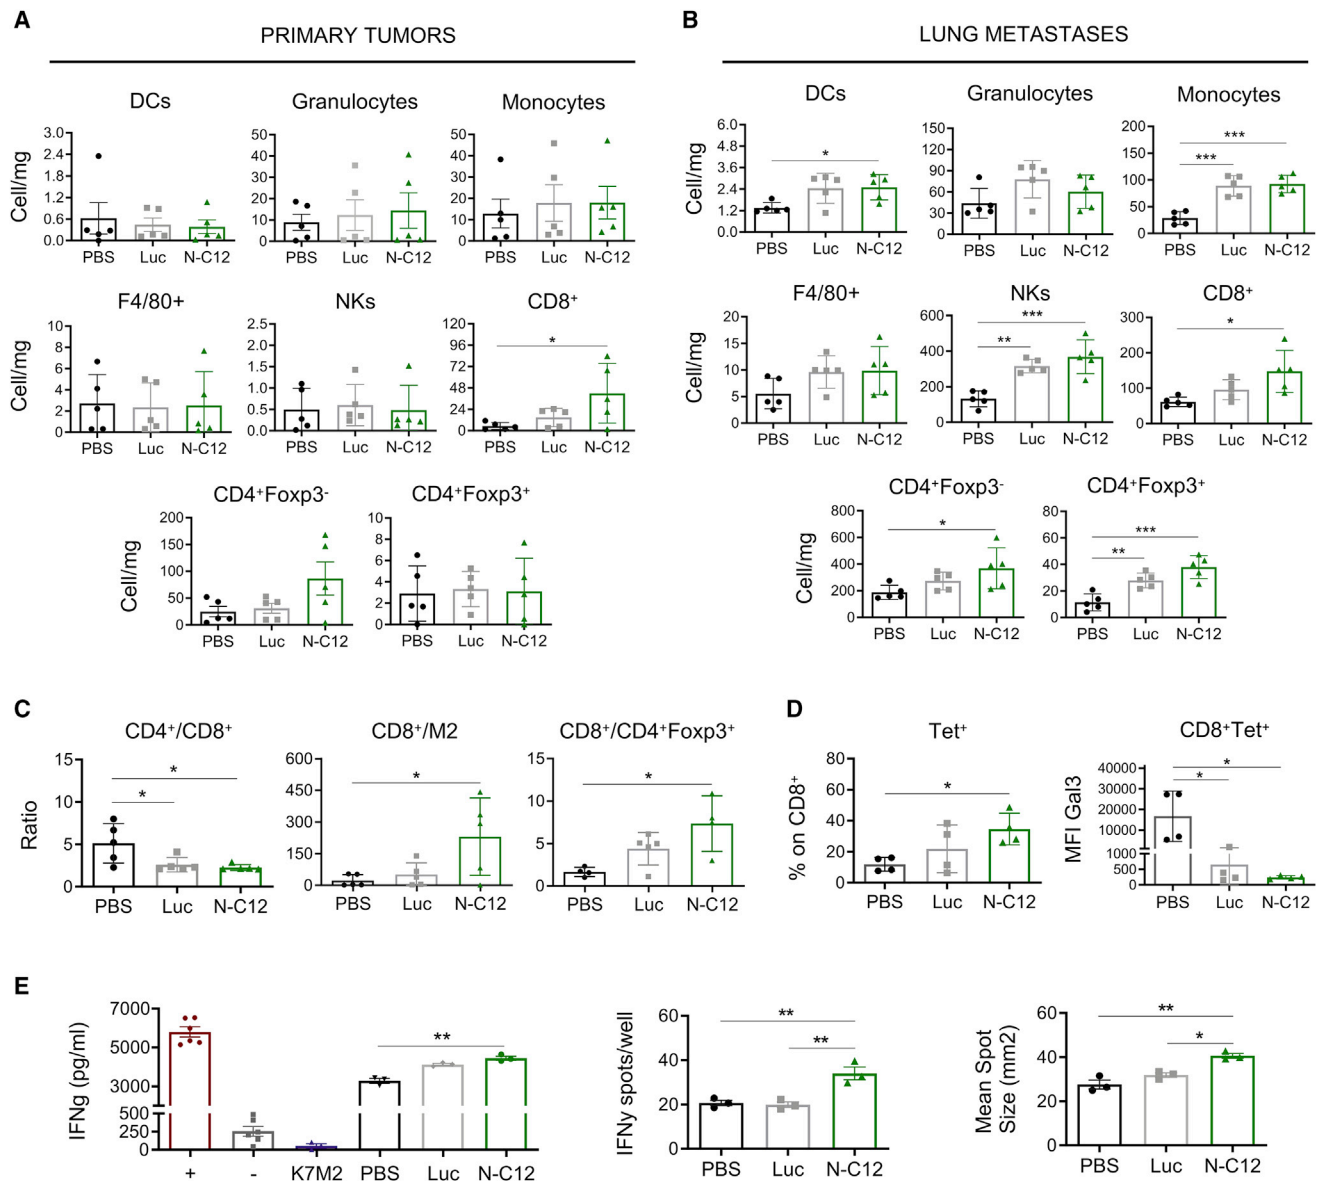 A
PRIMARY TUMORS
DCs
Granulocytes
Monocytes
Cell/mg
3.0
2.4
1.8
1.2
0.6
0.0
PBS Luc N-C12
50
40
30
20
10
0
PBS Luc N-C12
50
40
30
20
10
0
PBS Luc N-C12
F4/80+
NKs
CD8+
Cell/mg
10
8
6
4
2
0
PBS Luc N-C12
2.5
2.0
1.5
1.0
0.5
0.0
PBS Luc N-C12
120
96
72
48
24
0
*
PBS Luc N-C12
CD4+Foxp3-
CD4+Foxp3+
Cell/mg
200
150
100
50
0
PBS Luc N-C12
10
8
6
4
2
0
PBS Luc N-C12
B
LUNG METASTASES
DCs
Granulocytes
Monocytes
Cell/mg
6.0
4.8
3.6
2.4
1.2
0.0
*
PBS Luc N-C12
150
120
90
60
30
0
PBS Luc N-C12
200
150
100
50
0
***
***
PBS Luc N-C12
F4/80+
NKs
CD8+
Cell/mg
20
15
10
5
0
PBS Luc N-C12
600
400
200
0
***
**
PBS Luc N-C12
300
200
100
0
*
PBS Luc N-C12
CD4+Foxp3-
CD4+Foxp3+
Cell/mg
800
600
400
200
0
*
PBS Luc N-C12
80
60
40
20
0
***
**
PBS Luc N-C12
C
CD4+/CD8+
CD8+/M2
CD8+/CD4+Foxp3+
Ratio
15
10
5
0
*
*
PBS Luc N-C12
600
450
300
150
0
*
PBS Luc N-C12
15
10
5
0
*
PBS Luc N-C12
D
Tet+
CD8+Tet+
% on CD8+
80
60
40
20
0
*
PBS Luc N-C12
MFI Gal3
40000
30000
20000
10000
1000
500
0
*
*
PBS Luc N-C12
E
IFNg (pg/ml)
7000
5000
3000
500
250
0
**
+ - K7M2 PBS Luc N-C12
IFNγ spots/well
60
40
20
0
**
**
PBS Luc N-C12
Mean Spot
Size (mm2)
60
40
20
0
**
*
PBS Luc N-C12